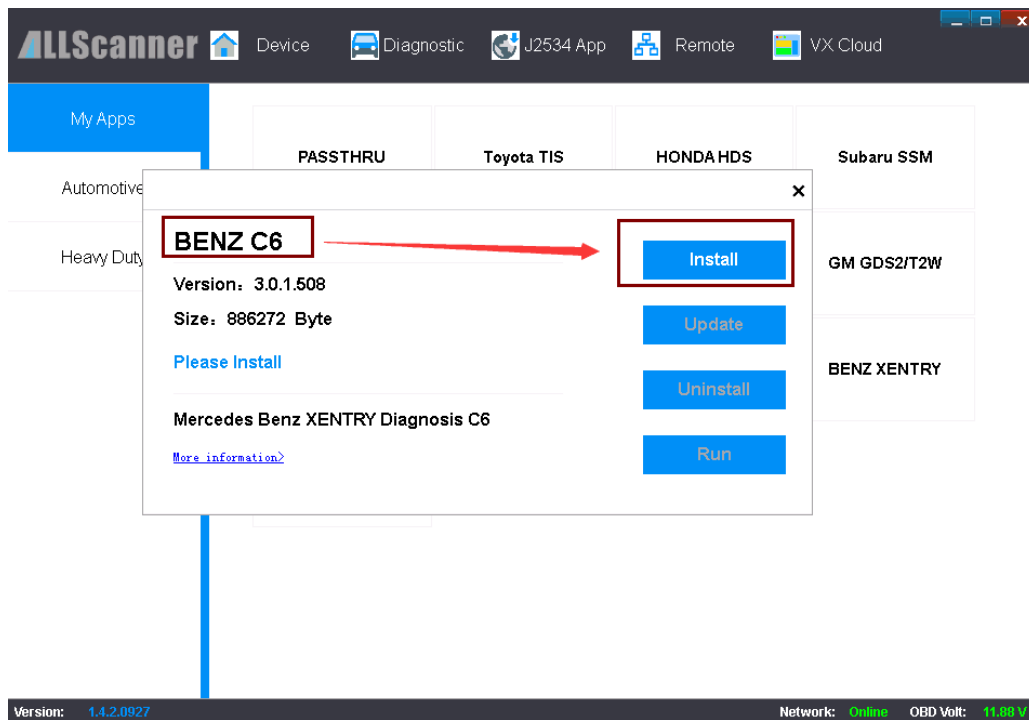 ALLScanner
Device
Diagnostic
J2534 App
Remote
VX Cloud
My Apps
Automotive
Heavy Duty
PASSTHRU
Toyota TIS
HONDA HDS
Subaru SSM
GM GDS2/T2W
BENZ XENTRY
BENZ C6
Version：3.0.1.508
Size：886272 Byte
Please Install
Mercedes Benz XENTRY Diagnosis C6
More information>
Install
Update
Uninstall
Run
Version: 1.4.2.0927
Network: Online OBD Volt: 11.88 V